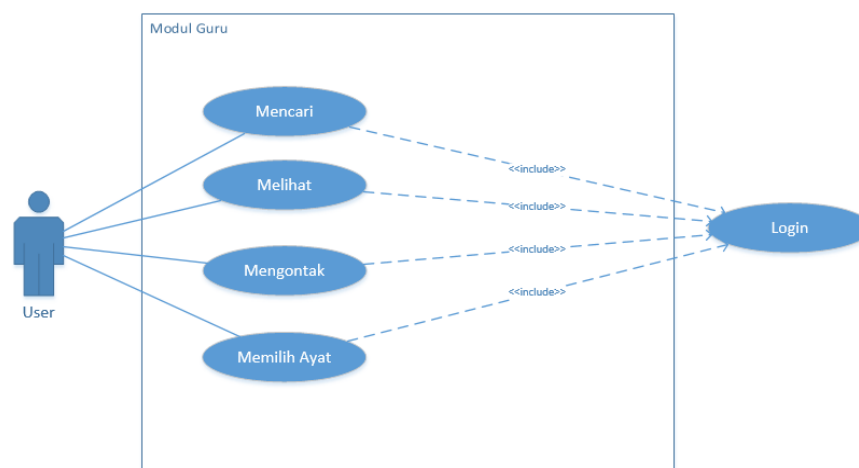 Modul Guru
Mencari
<<include>>
Melihat
<<include>>
Login
Mengontak
<<include>>
<<include>>
User
Memilih Ayat